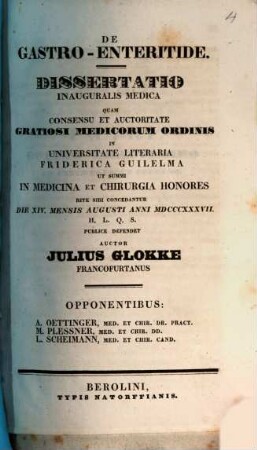 4
DE
GASTRO-ENTERITIDE.
DISSERTATIO
INAUGURALIS MEDICA
QUAM
CONSENSU ET AUCTORITATE
GRATIOSI MEDICORUM ORDINIS
IN
UNIVERSITATE LITERARIA
FRIDERICA GUILELMA
UT SUMMI
IN MEDICINA ET CHIRURGIA HONORES
RITE SIBI CONCEDANTUR
DIE XIV. MENSIS AUGUSTI ANNI MDCCCXXXVII.
H. L. Q. S.
PUBLICE DEFENDET
AUCTOR
JULIUS GLOKKE
FRANCOFURTANUS
OPPONENTIBUS:
A. OETTINGER, MED. ET CHIR. DR. PRACT.
M. PLESSNER, MED. ET CHIR. DD.
L. SCHEIMANN, MED. ET CHIR. CAND.
BEROLINI,
TYPIS NATORFFIANIS.